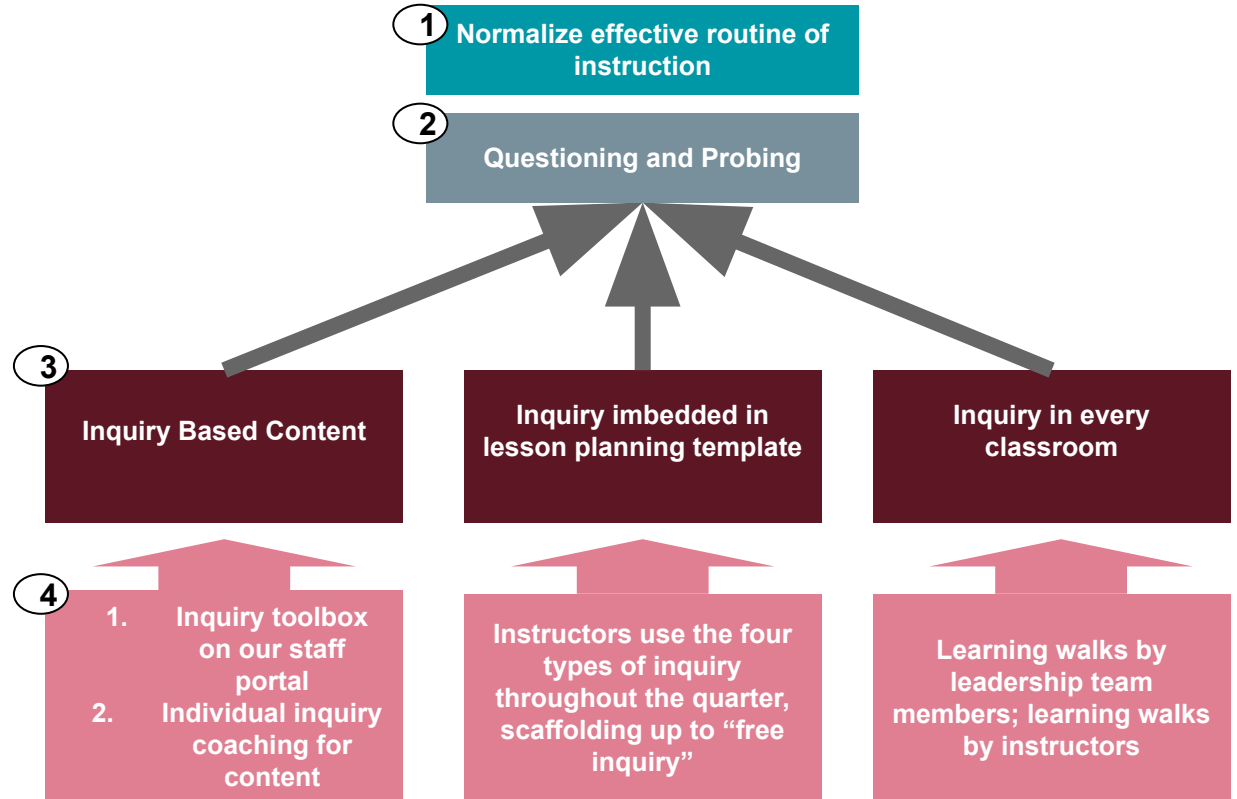 1
Normalize effective routine of
instruction
2
Questioning and Probing
3
Inquiry Based Content
Inquiry imbedded in
lesson planning template
Inquiry in every
classroom
4
1. Inquiry toolbox
on our staff
portal
2. Individual inquiry
coaching for
content
Instructors use the four
types of inquiry
throughout the quarter,
scaffolding up to “free
inquiry”
Learning walks by
leadership team
members; learning walks
by instructors